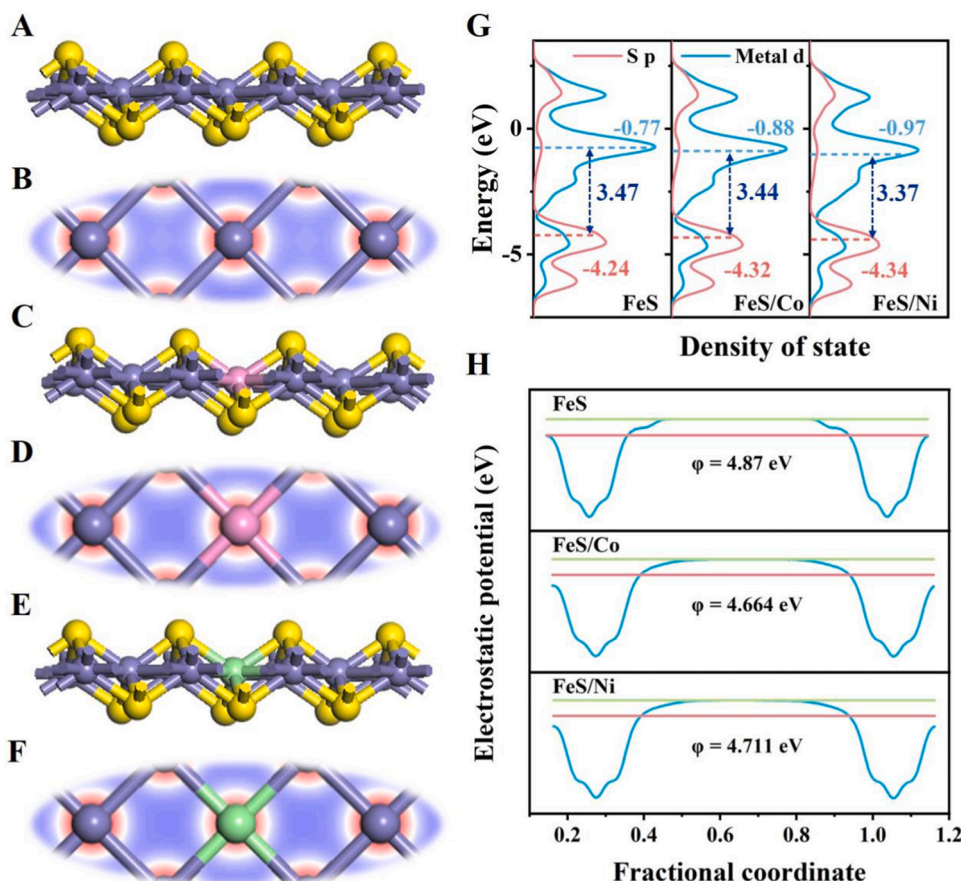 A
B
C
D
E
F
G
S p
Metal d
Energy (eV)
0
-5
-0.77
3.47
-4.24
FeS
-0.88
3.44
-4.32
FeS/Co
-0.97
3.37
-4.34
FeS/Ni
Density of state
H
Electrostatic potential (eV)
FeS
φ = 4.87 eV
FeS/Co
φ = 4.664 eV
FeS/Ni
φ = 4.711 eV
0.2 0.4 0.6 0.8 1.0 1.2
Fractional coordinate